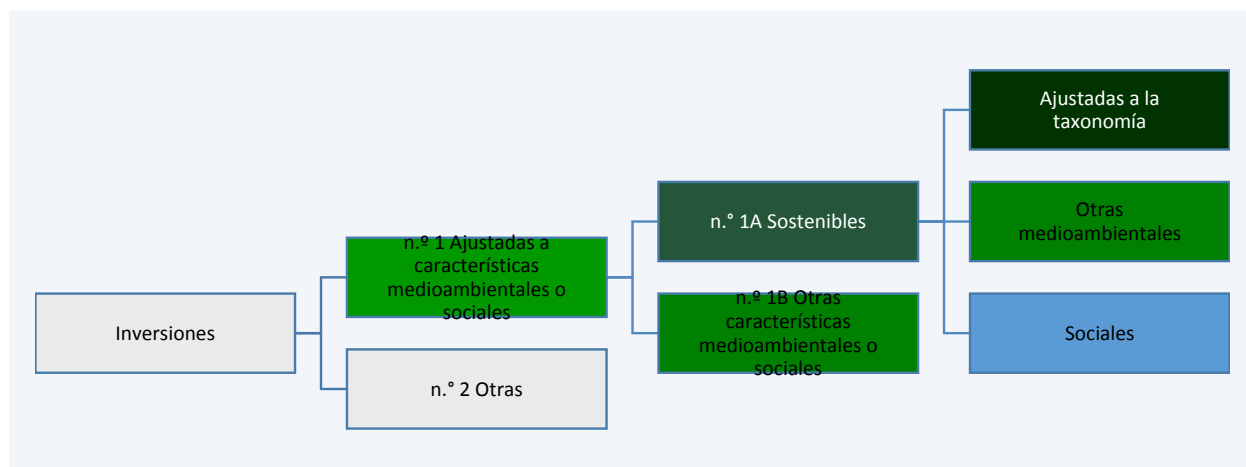 Inversiones
n.º 1 Ajustadas a
características
medioambientales o
sociales
n.° 2 Otras
n.° 1A Sostenibles
n.º 1B Otras
características
medioambientales o
sociales
Ajustadas a la
taxonomía
Otras
medioambientales
Sociales